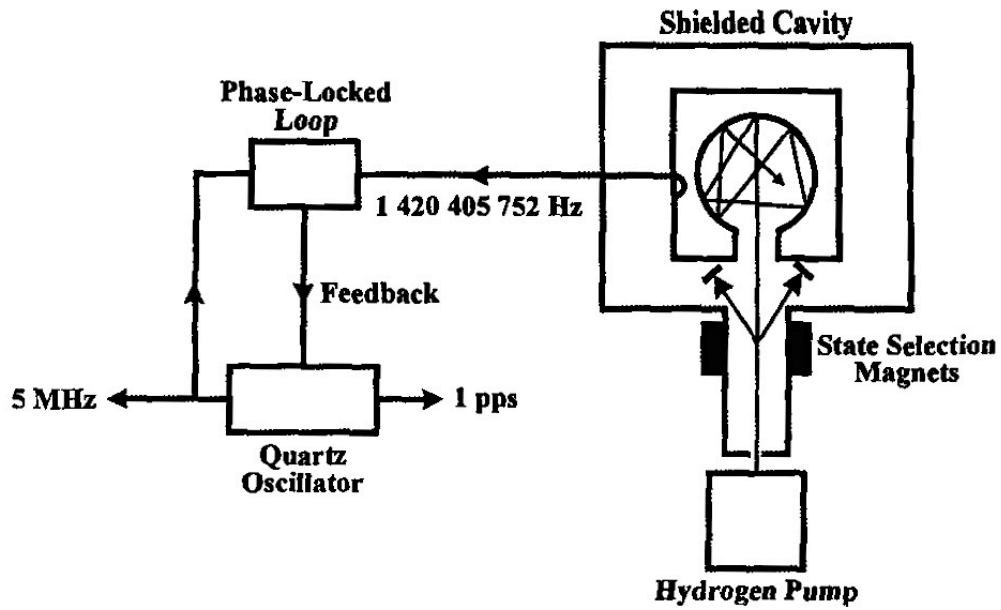 Shielded Cavity
Phase-Locked
Loop
1 420 405 752 Hz
Feedback
State Selection
Magnets
5 MHz
1 pps
Quartz
Oscillator
Hydrogen Pump